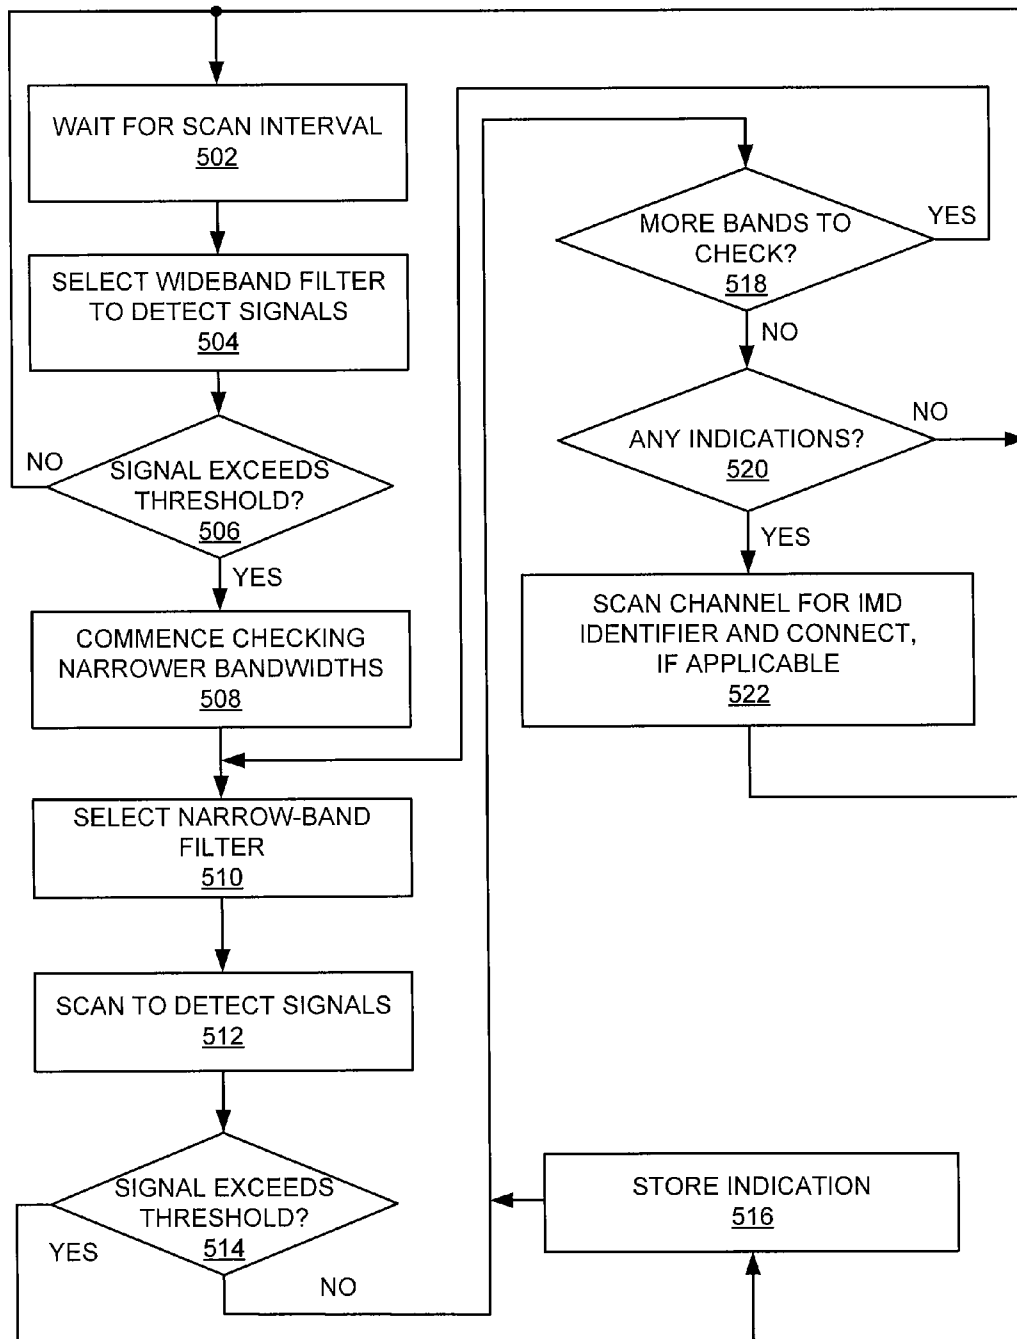 WAIT FOR SCAN INTERVAL
502
SELECT WIDEBAND FILTER
TO DETECT SIGNALS
504
NO
SIGNAL EXCEEDS
THRESHOLD?
506
YES
COMMENCE CHECKING
NARROWER BANDWIDTHS
508
SELECT NARROW-BAND
FILTER
510
SCAN TO DETECT SIGNALS
512
SIGNAL EXCEEDS
THRESHOLD?
514
YES
NO
STORE INDICATION
516
MORE BANDS TO
CHECK?
518
YES
NO
ANY INDICATIONS?
520
NO
YES
SCAN CHANNEL FOR IMD
IDENTIFIER AND CONNECT,
IF APPLICABLE
522